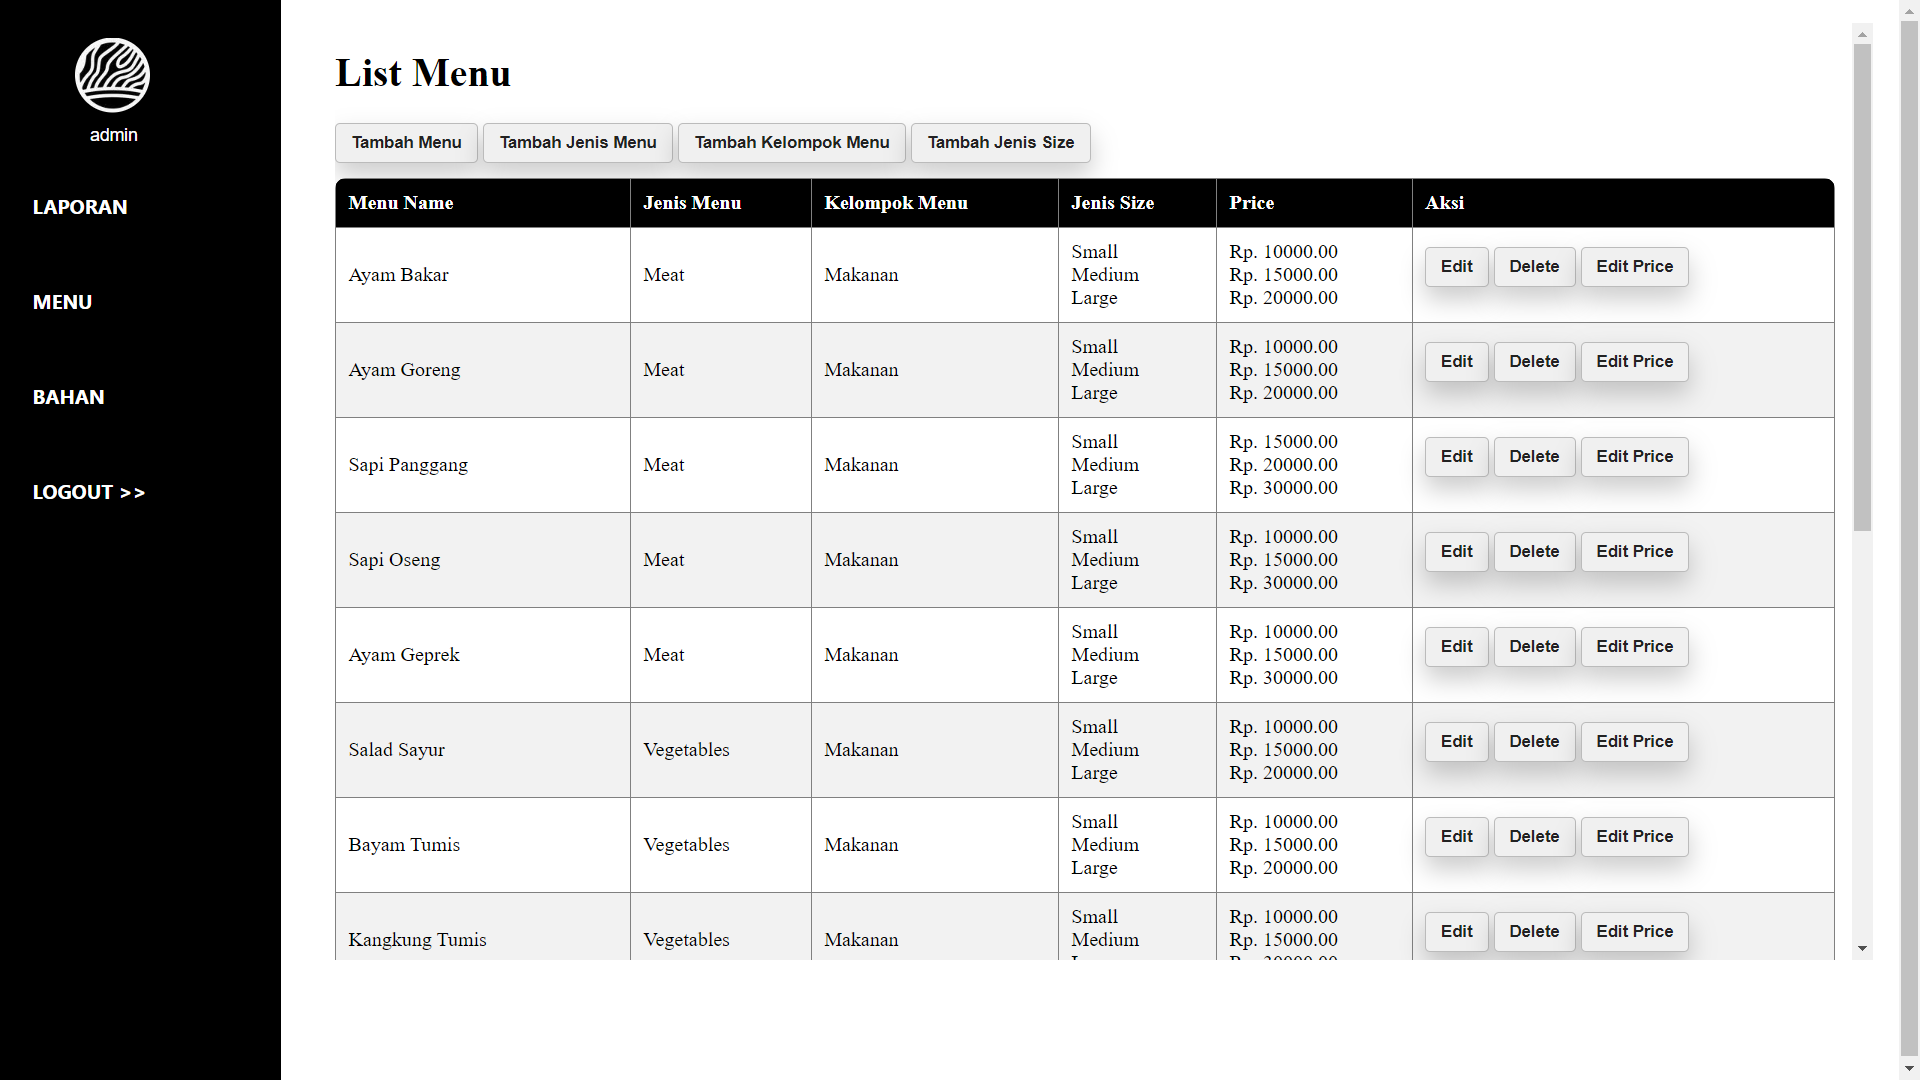 admin
LAPORAN
MENU
BAHAN
LOGOUT >>
List Menu
Tambah Menu Tambah Jenis Menu Tambah Kelompok Menu Tambah Jenis Size
Menu Name Jenis Menu Kelompok Menu Jenis Size Price Aksi
Small Rp. 10000.00
Ayam Bakar Meat Makanan Medium Rp. 15000.00 Edit Delete Edit Price
Large Rp. 20000.00
Small Rp. 10000.00
Ayam Goreng Meat Makanan Medium Rp. 15000.00 Edit Delete Edit Price
Large Rp. 20000.00
Small Rp. 15000.00
Sapi Panggang Meat Makanan Medium Rp. 20000.00 Edit Delete Edit Price
Large Rp. 30000.00
Small Rp. 10000.00
Sapi Oseng Meat Makanan Medium Rp. 15000.00 Edit Delete Edit Price
Large Rp. 30000.00
Small Rp. 10000.00
Ayam Geprek Meat Makanan Medium Rp. 15000.00 Edit Delete Edit Price
Large Rp. 30000.00
Small Rp. 10000.00
Salad Sayur Vegetables Makanan Medium Rp. 15000.00 Edit Delete Edit Price
Large Rp. 20000.00
Small Rp. 10000.00
Bayam Tumis Vegetables Makanan Medium Rp. 15000.00 Edit Delete Edit Price
Large Rp. 20000.00
Small Rp. 10000.00
Kangkung Tumis Vegetables Makanan Medium Rp. 15000.00 Edit Delete Edit Price